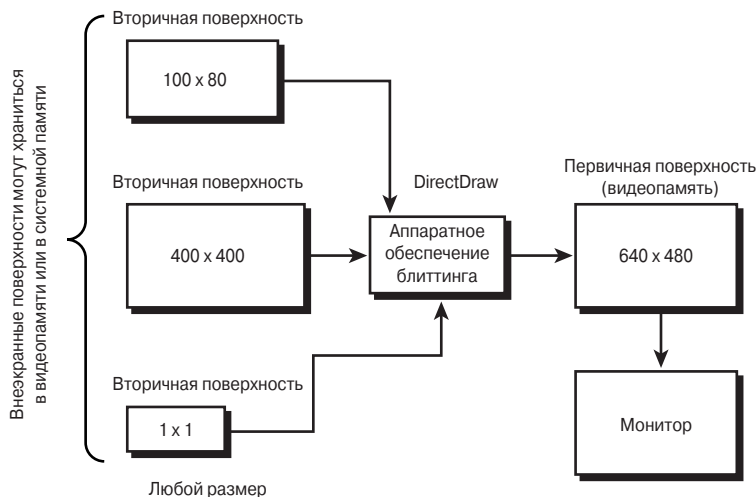 Внеэкранные поверхности могут храниться
в видеопамяти или в системной памяти
Вторичная поверхность
100 x 80
Вторичная поверхность
400 x 400
Вторичная поверхность
1 x 1
Любой размер
DirectDraw
Аппаратное
обеспечение
блиттинга
Первичная поверхность
(видеопамять)
640 x 480
Монитор